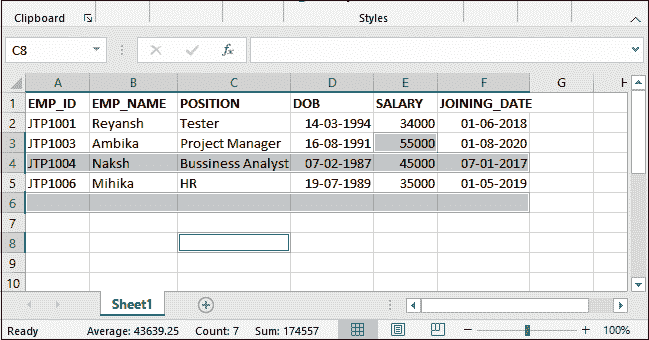 Clipboard Styles
C8 fx
A B C D E F G H
1 EMP_ID EMP_NAME POSITION DOB SALARY JOINING_DATE
2 JTP1001 Reyansh Tester 14-03-1994 34000 01-06-2018
3 JTP1003 Ambika Project Manager 16-08-1991 55000 01-08-2020
4 JTP1004 Naksh Bussiness Analyst 07-02-1987 45000 07-01-2017
5 JTP1006 Mihika HR 19-07-1989 35000 01-05-2019
6
7
8
9
10
Sheet1
Ready Average: 43639.25 Count: 7 Sum: 174557 100%